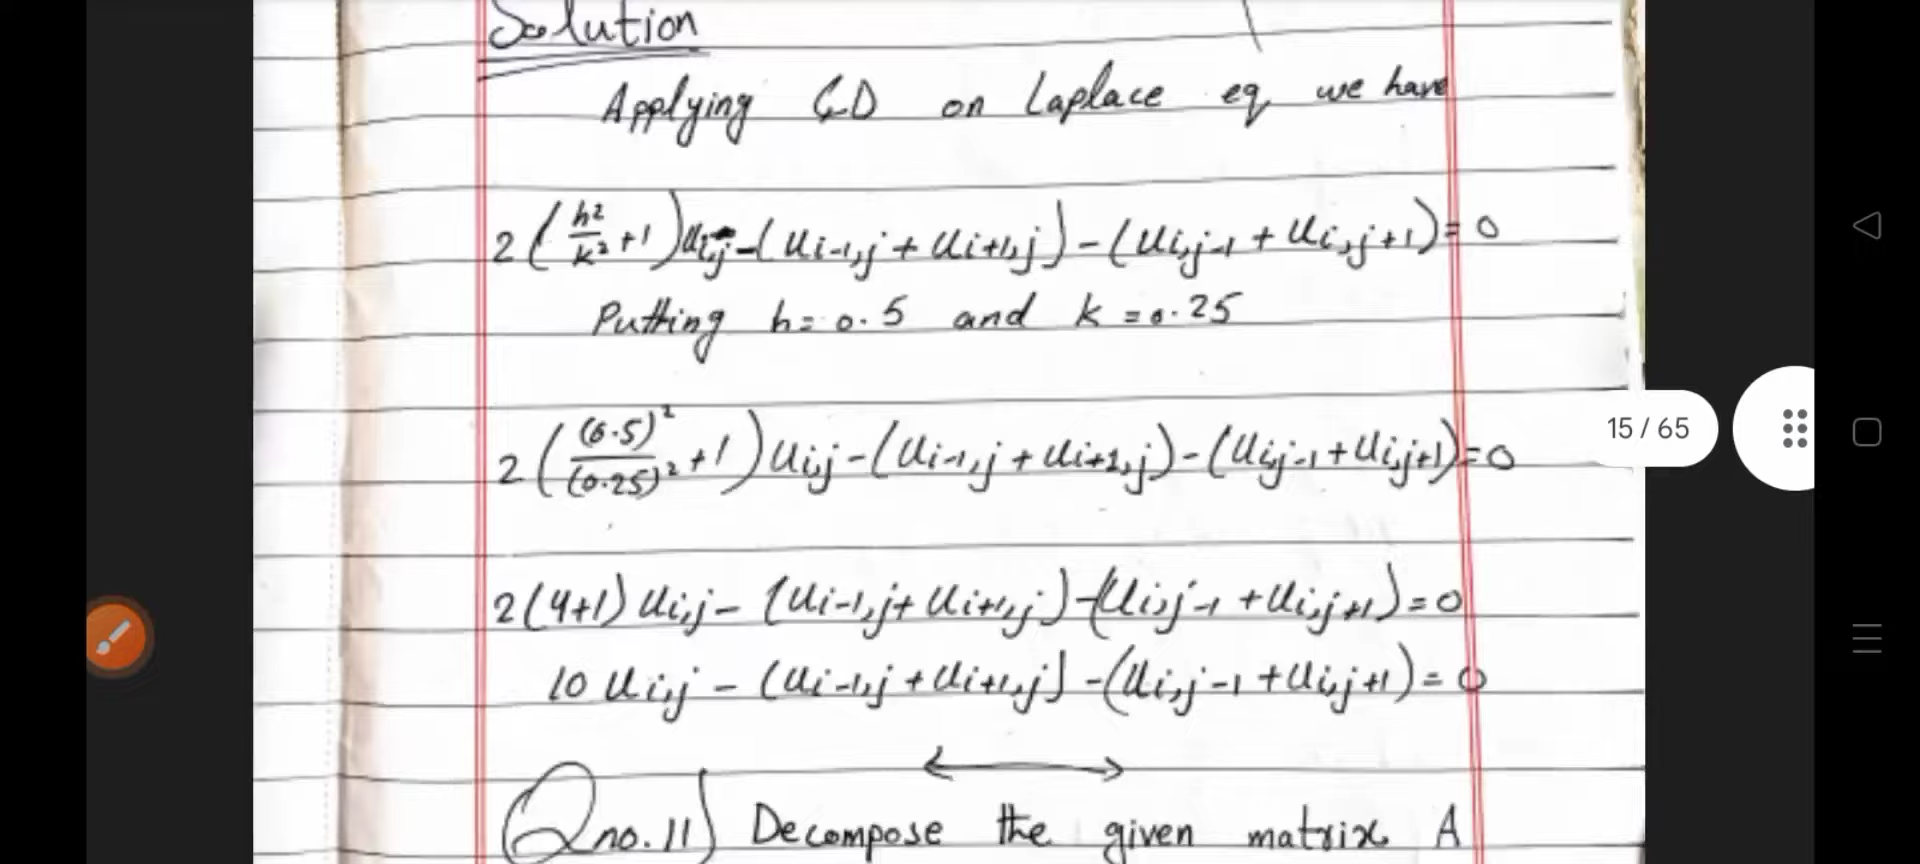 Solution
Applying CD on Laplace eq we have
2(h²/k² +1)ui,j-(ui-1,j + ui+1,j)-(ui,j-1 + ui,j+1)=0
Putting h=0.5 and k=0.25
2((0.5)²/(0.25)² +1)ui,j-(ui-1,j + ui+1,j)-(ui,j-1 + ui,j+1)=0
15 / 65
2(4+1)ui,j- (ui-1,j+ ui+1,j)-(ui,j-1 + ui,j+1)=0
10 ui,j - (ui-1,j + ui+1,j) -(ui,j-1 + ui,j+1)= 0
Qno.11) Decompose the given matrix A